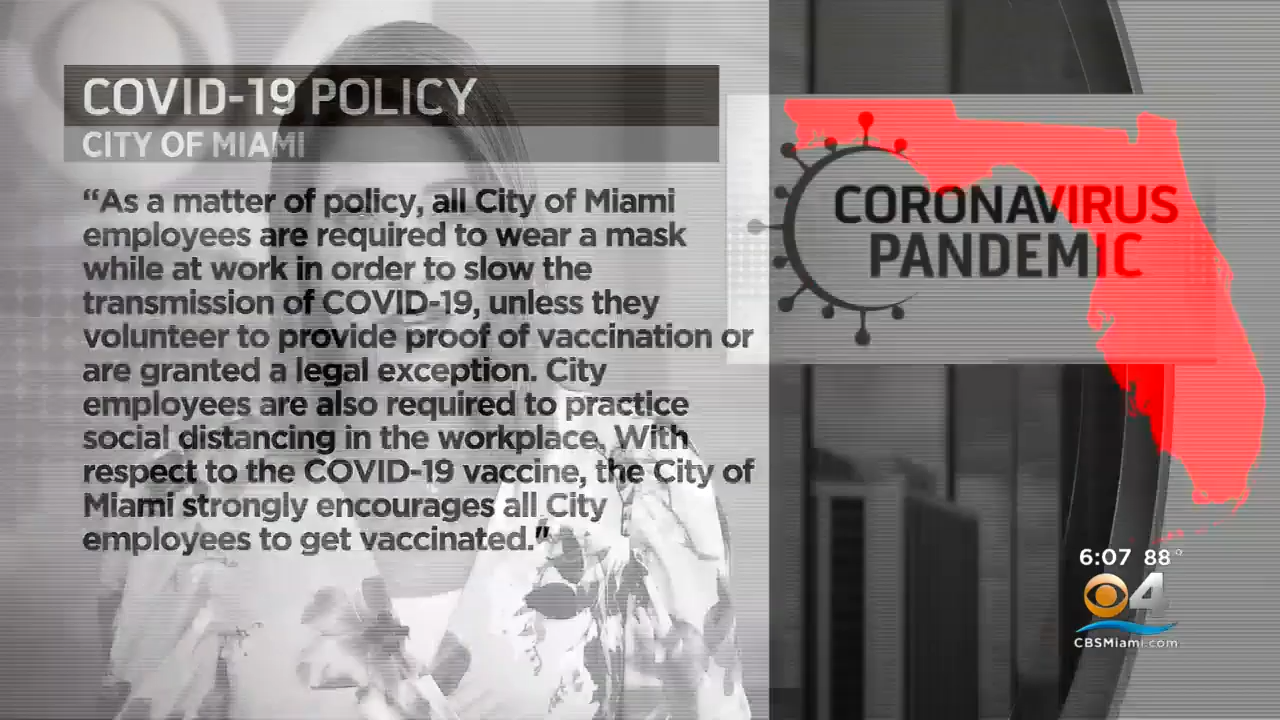 COVID-19 POLICY
CITY OF MIAMI
“As a matter of policy, all City of Miami
employees are required to wear a mask
while at work in order to slow the
transmission of COVID-19, unless they
volunteer to provide proof of vaccination or
are granted a legal exception. City
employees are also required to practice
social distancing in the workplace. With
respect to the COVID-19 vaccine, the City of
Miami strongly encourages all City
employees to get vaccinated."
CORONAVIRUS
PANDEMIC
6:07 88°
4
CBSMiami.com